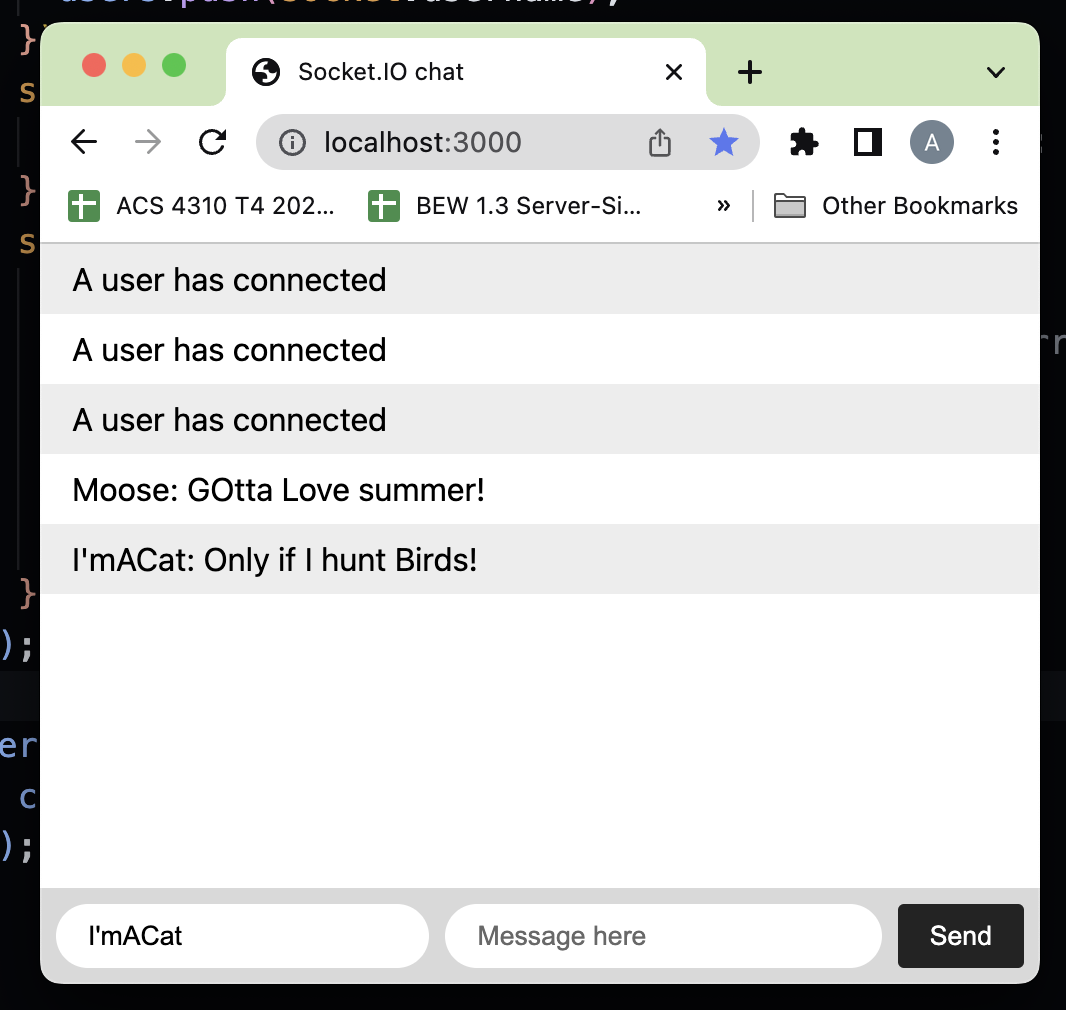 Socket.IO chat
localhost:3000
A
ACS 4310 T4 202... BEW 1.3 Server-Si... » Other Bookmarks
A user has connected
A user has connected
A user has connected
Moose: GOtta Love summer!
I'mACat: Only if I hunt Birds!
I'mACat Message here Send
}
s
}
s
}
);
er
c
);